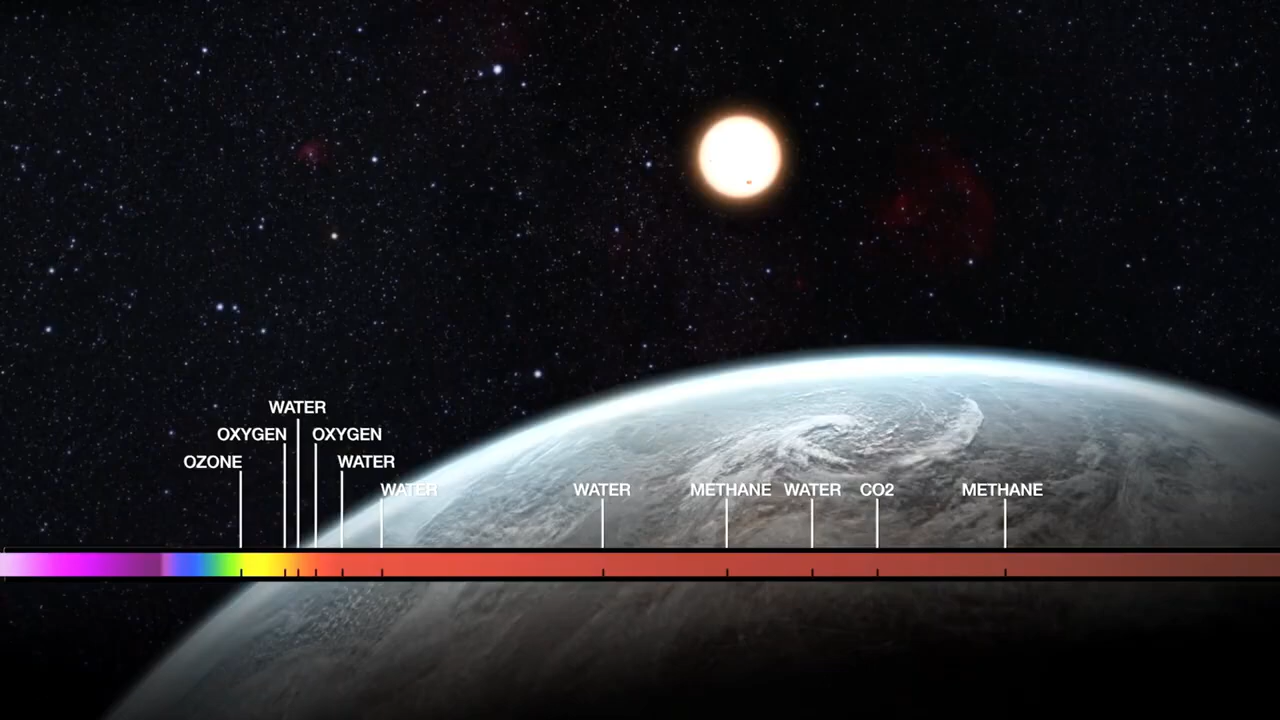 WATER
OXYGEN OXYGEN
OZONE WATER
WATER WATER METHANE WATER CO2 METHANE